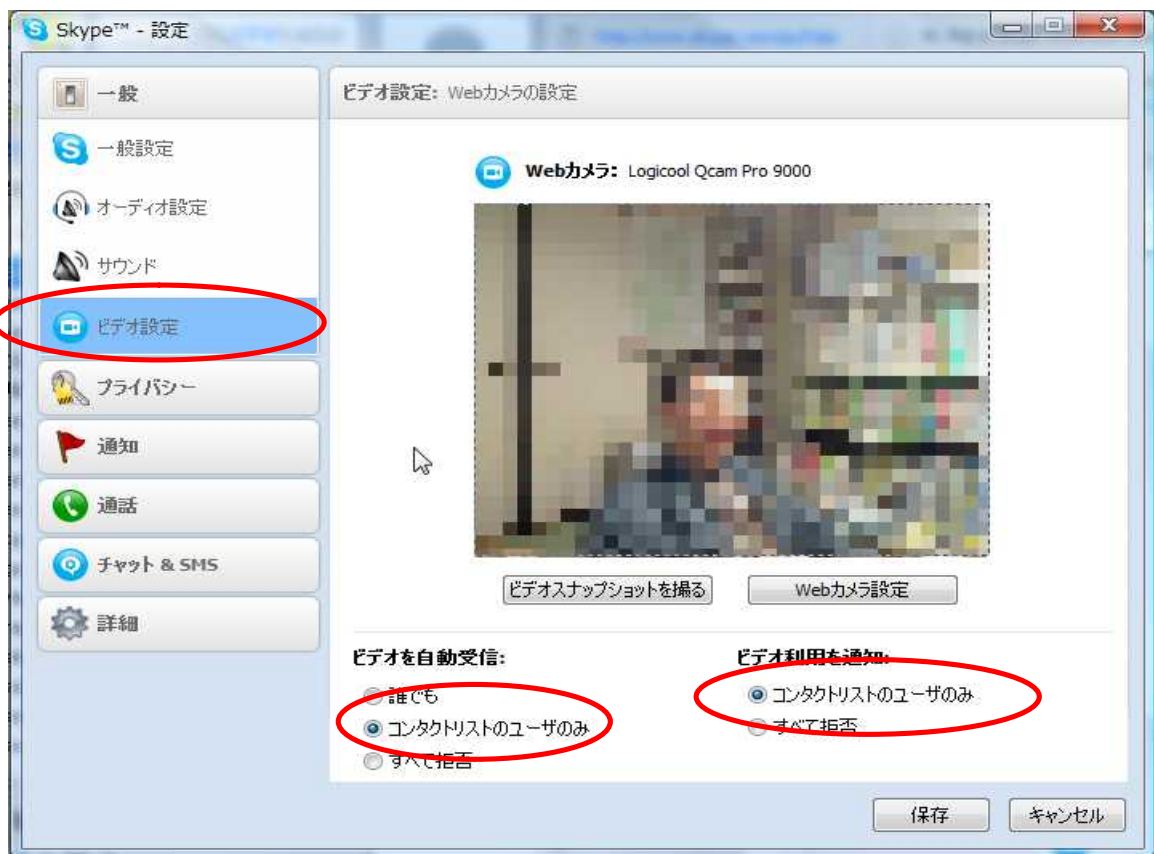 Skype™ - 設定
一般
一般設定
オーディオ設定
サウンド
ビデオ設定
プライバシー
通知
通話
チャット & SMS
詳細
ビデオ設定: Webカメラの設定
Webカメラ: Logicool Qcam Pro 9000
ビデオスナップショットを撮る
Webカメラ設定
ビデオを自動受信:
誰でも
コンタクトリストのユーザのみ
すべて拒否
ビデオ利用を通知:
コンタクトリストのユーザのみ
すべて拒否
保存
キャンセル